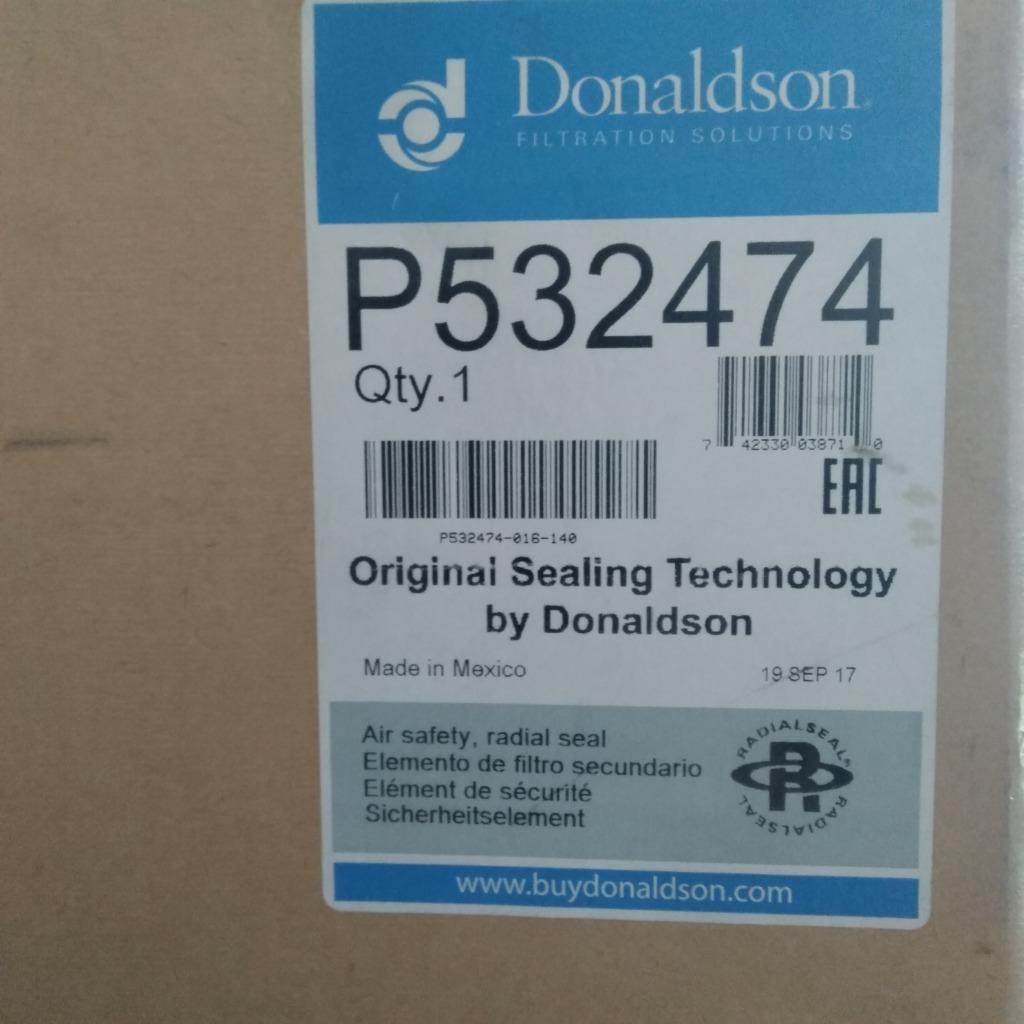 Donaldson
FILTRATION SOLUTIONS
P532474
Qty.1
7 42330 03871 0
EAC
P532474-016-140
Original Sealing Technology
by Donaldson
Made in Mexico
19 SEP 17
Air safety, radial seal
Elemento de filtro secundario
Elément de sécurité
Sicherheitselement
RADIALSEAL®
RADIALSEAL
www.buydonaldson.com